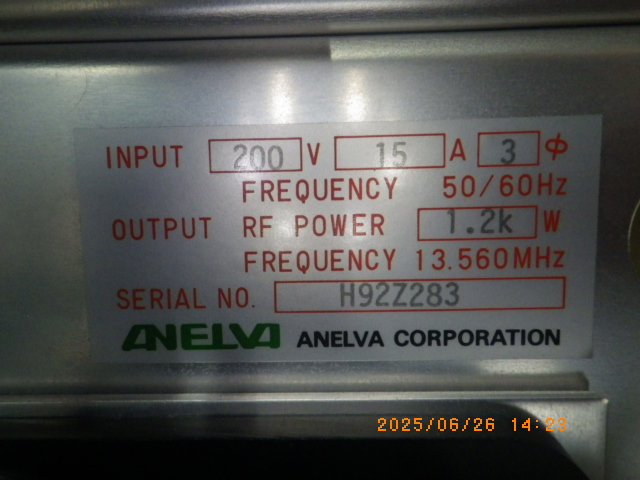 INPUT 200 V 15 A 3 Φ
FREQUENCY 50/60Hz
OUTPUT RF POWER 1.2k W
FREQUENCY 13.560MHz
SERIAL NO. H92Z283
ANELVA ANELVA CORPORATION
2025/06/26 14:23